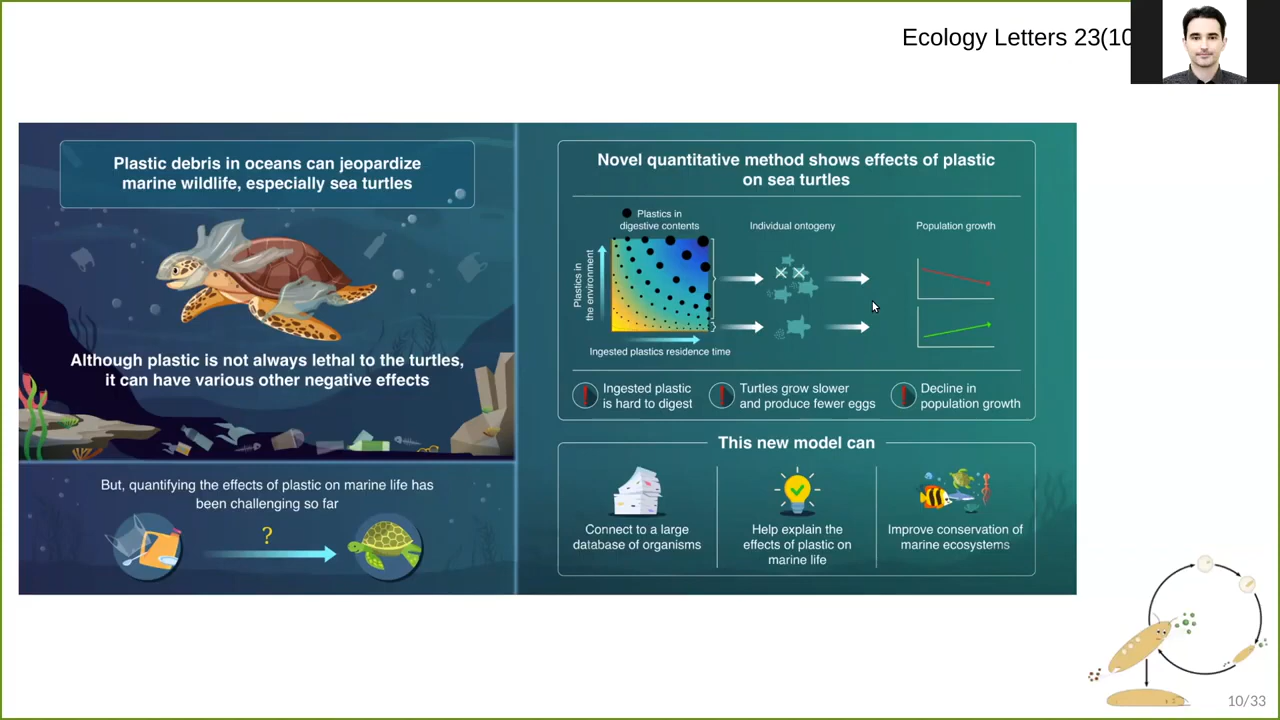 Ecology Letters 23(10
Plastic debris in oceans can jeopardize
marine wildlife, especially sea turtles
Although plastic is not always lethal to the turtles,
it can have various other negative effects
But, quantifying the effects of plastic on marine life has
been challenging so far
?
Novel quantitative method shows effects of plastic
on sea turtles
Plastics in
digestive contents
Individual ontogeny
Population growth
Plastics in
the environment
Ingested plastics residence time
Ingested plastic
is hard to digest
Turtles grow slower
and produce fewer eggs
Decline in
population growth
This new model can
Connect to a large
database of organisms
Help explain the
effects of plastic on
marine life
Improve conservation of
marine ecosystems
10/33